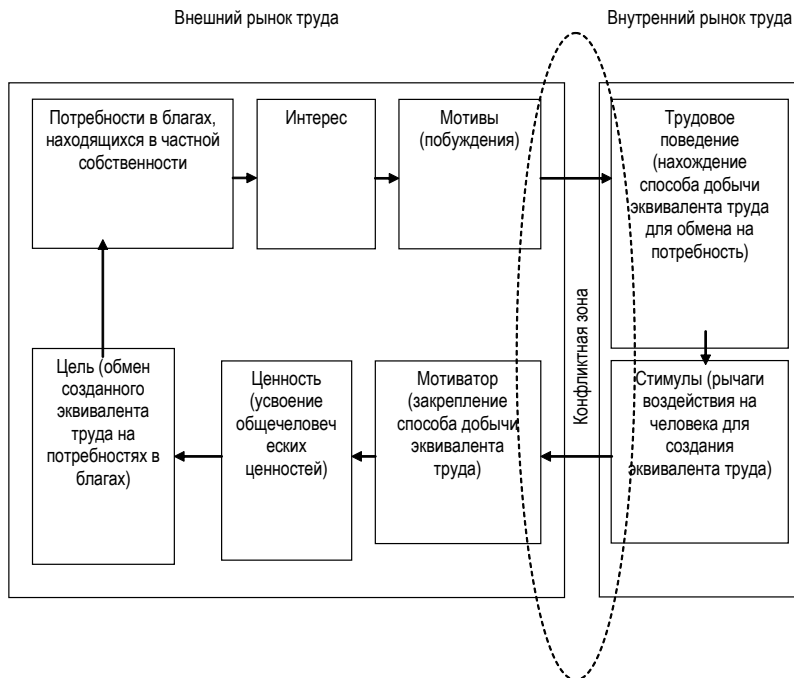 Внешний рынок труда
Внутренний рынок труда
Потребности в благах,
находящихся в частной
собственности
Интерес
Мотивы
(побуждения)
Трудовое
поведение
(нахождение
способа добычи
эквивалента труда
для обмена на
потребность)
Конфликтная зона
Цель (обмен
созданного
эквивалента
труда на
потребностях в
благах)
Ценность
(усвоение
общечеловеч
еских
ценностей)
Мотиватор
(закрепление
способа добычи
эквивалента
труда)
Стимулы (рычаги
воздействия на
человека для
создания
эквивалента труда)